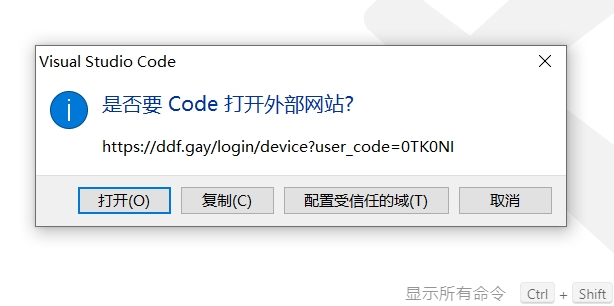 Visual Studio Code
是否要 Code 打开外部网站?
https://ddf.gay/login/device?user_code=0TK0NI
打开(O) 复制(C) 配置受信任的域(T) 取消
显示所有命令 Ctrl + Shift